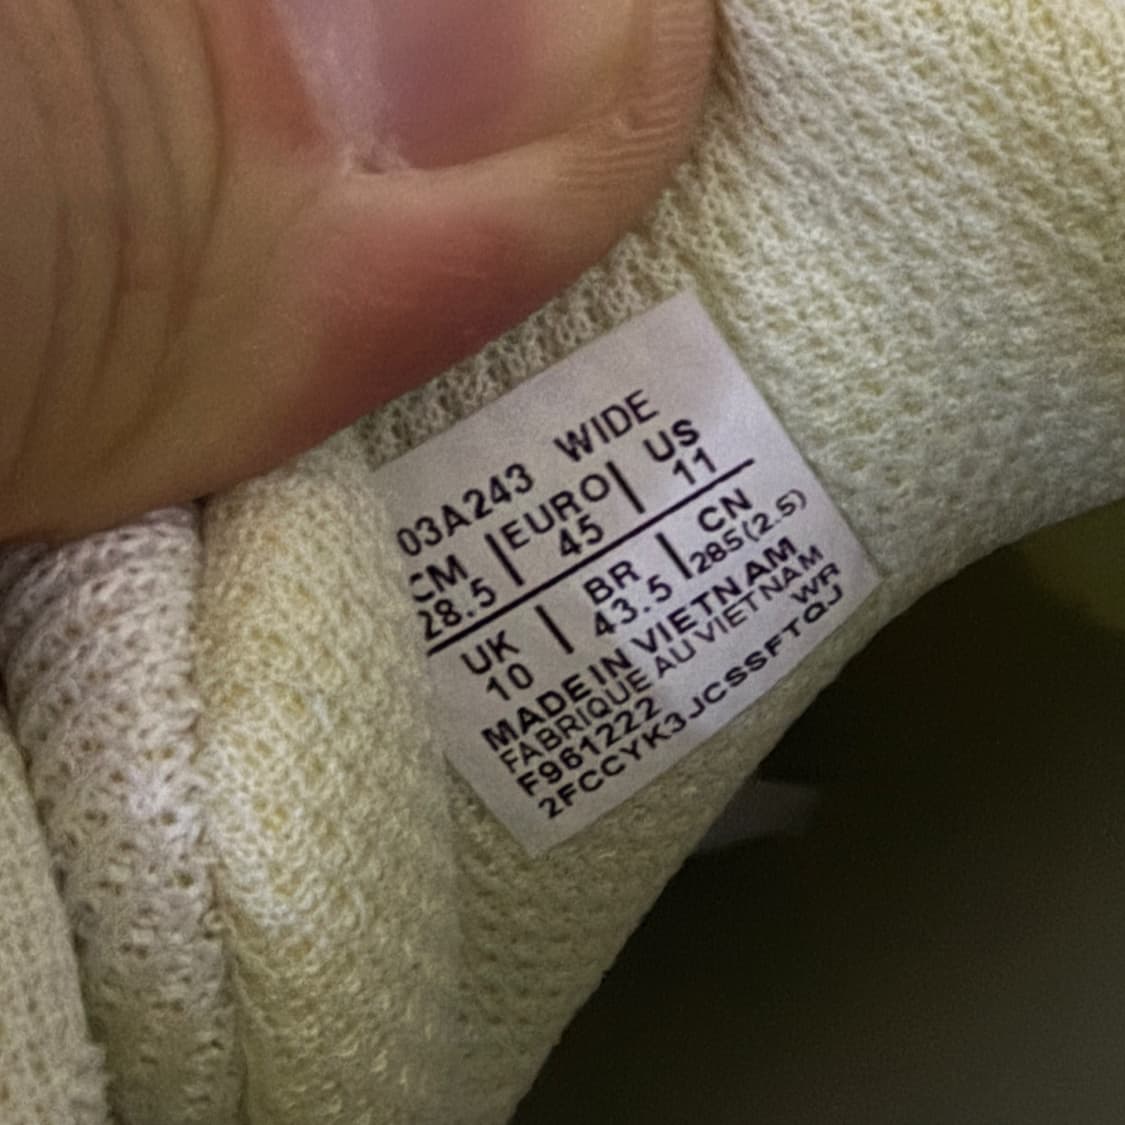 03A243 WIDE
CM | EURO | US
28.5 45 11
UK | BR | CN
10 43.5 285(2.5)
MADE IN VIETNAM
FABRIQUE AU VIETNAM
F961222 WR
2FCCYK3JCSSFTQJ